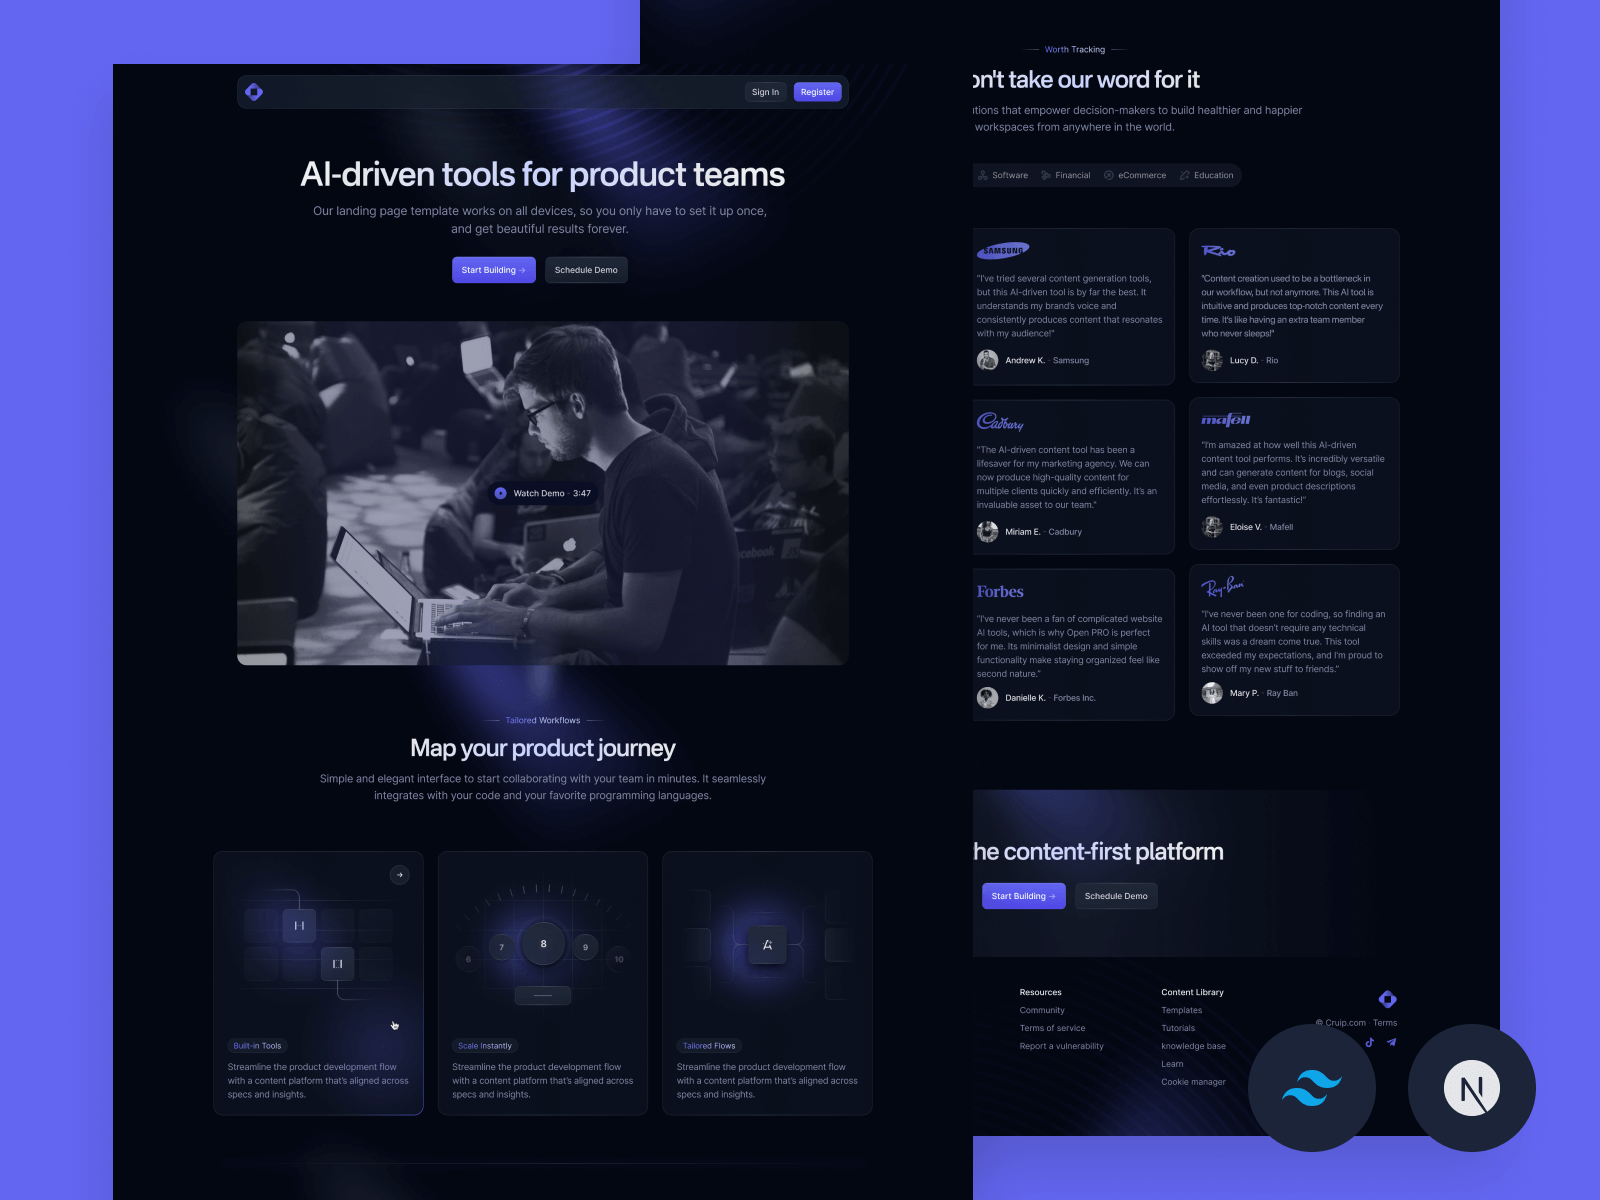 Sign In
Register
AI-driven tools for product teams
Our landing page template works on all devices, so you only have to set it up once,
and get beautiful results forever.
Start Building →
Schedule Demo
Watch Demo · 3:47
Tailored Workflows
Map your product journey
Simple and elegant interface to start collaborating with your team in minutes. It seamlessly
integrates with your code and your favorite programming languages.
Built-in Tools
Streamline the product development flow
with a content platform that's aligned across
specs and insights.
6
7
8
9
10
Scale Instantly
Streamline the product development flow
with a content platform that's aligned across
specs and insights.
Tailored Flows
Streamline the product development flow
with a content platform that's aligned across
specs and insights.
Worth Tracking
on't take our word for it
tions that empower decision-makers to build healthier and happier
workspaces from anywhere in the world.
Software
Financial
eCommerce
Education
SAMSUNG
"I've tried several content generation tools,
but this AI-driven tool is by far the best. It
understands my brand's voice and
consistently produces content that resonates
with my audience!"
Andrew K. · Samsung
Rio
"Content creation used to be a bottleneck in
our workflow, but not anymore. This AI tool is
intuitive and produces top-notch content every
time. It's like having an extra team member
who never sleeps!"
Lucy D. · Rio
Cadbury
"The AI-driven content tool has been a
lifesaver for my marketing agency. We can
now produce high-quality content for
multiple clients quickly and efficiently. It's an
invaluable asset to our team."
Miriam E. · Cadbury
mafell
"I'm amazed at how well this AI-driven
content tool performs. It's incredibly versatile
and can generate content for blogs, social
media, and even product descriptions
effortlessly. It's fantastic!"
Eloise V. · Mafell
Forbes
"I've never been a fan of complicated website
AI tools, which is why Open PRO is perfect
for me. Its minimalist design and simple
functionality make staying organized feel like
second nature."
Danielle K. · Forbes Inc.
Ray-Ban
"I've never been one for coding, so finding an
AI tool that doesn't require any technical
skills was a dream come true. This tool
exceeded my expectations, and I'm proud to
show off my new stuff to friends."
Mary P. · Ray Ban
he content-first platform
Start Building →
Schedule Demo
Resources
Community
Terms of service
Report a vulnerability
Content Library
Templates
Tutorials
knowledge base
Learn
Cookie manager
© Cruip.com · Terms
N